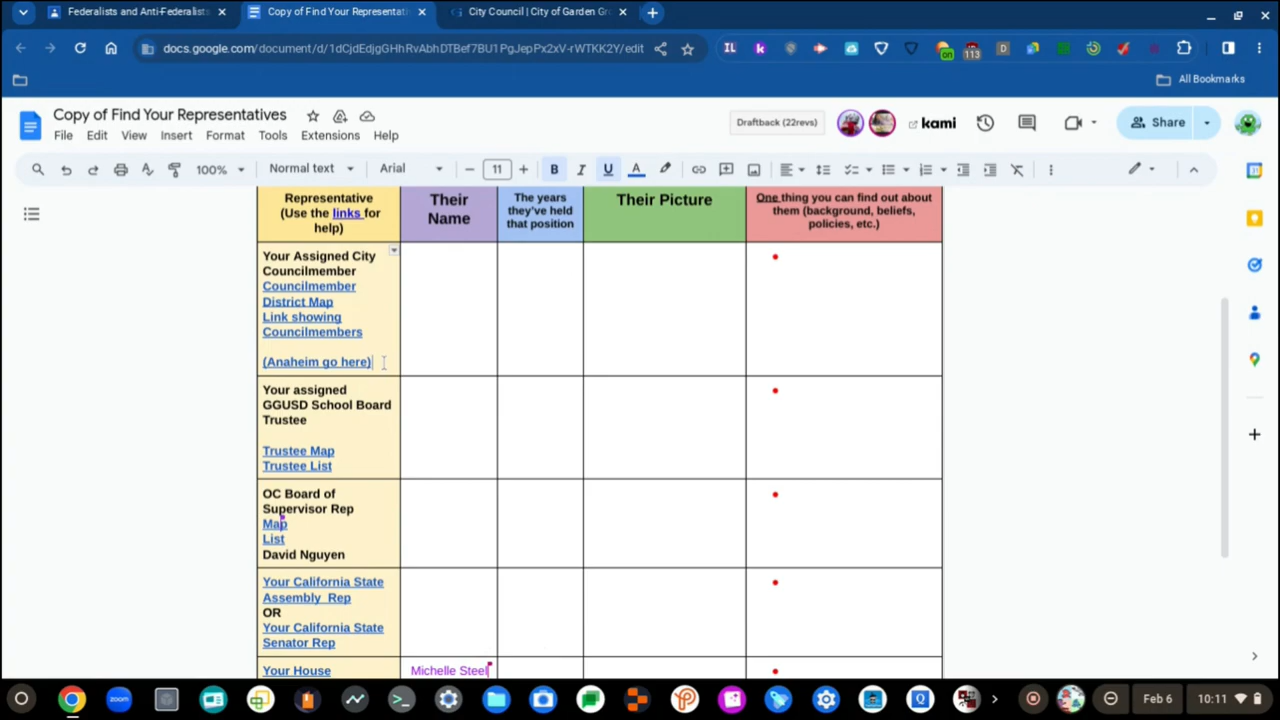 Federalists and Anti-Federalists
Copy of Find Your Representati
City Council | City of Garden Gro
docs.google.com/document/d/1dCjdEdjgGHhRvAbhDTBef7BU1PgJepPx2xV-rWTKK2Y/edit
IL
k
on
113
D
All Bookmarks
Copy of Find Your Representatives
File Edit View Insert Format Tools Extensions Help
Draftback (22revs)
kami
Share
100%
Normal text
Arial
11
B
U
A
Representative
(Use the links for
help)
Their
Name
The years
they've held
that position
Their Picture
One thing you can find out about
them (background, beliefs,
policies, etc.)
Your Assigned City
Councilmember
Councilmember
District Map
Link showing
Councilmembers
(Anaheim go here)
Your assigned
GGUSD School Board
Trustee
Trustee Map
Trustee List
OC Board of
Supervisor Rep
Map
List
David Nguyen
Your California State
Assembly Rep
OR
Your California State
Senator Rep
Your House
Michelle Steel
zoom
Feb 6
10:11